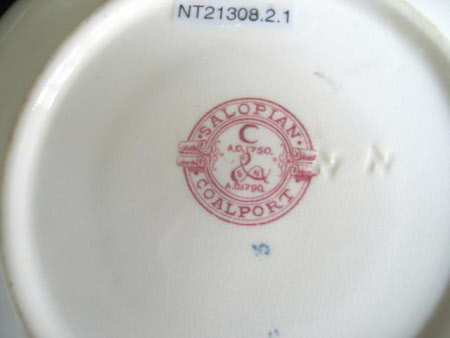 NT21308.2.1
SALOPIAN
C
A.D.1750.
&
S N
A.D.1790.
COALPORT
N N